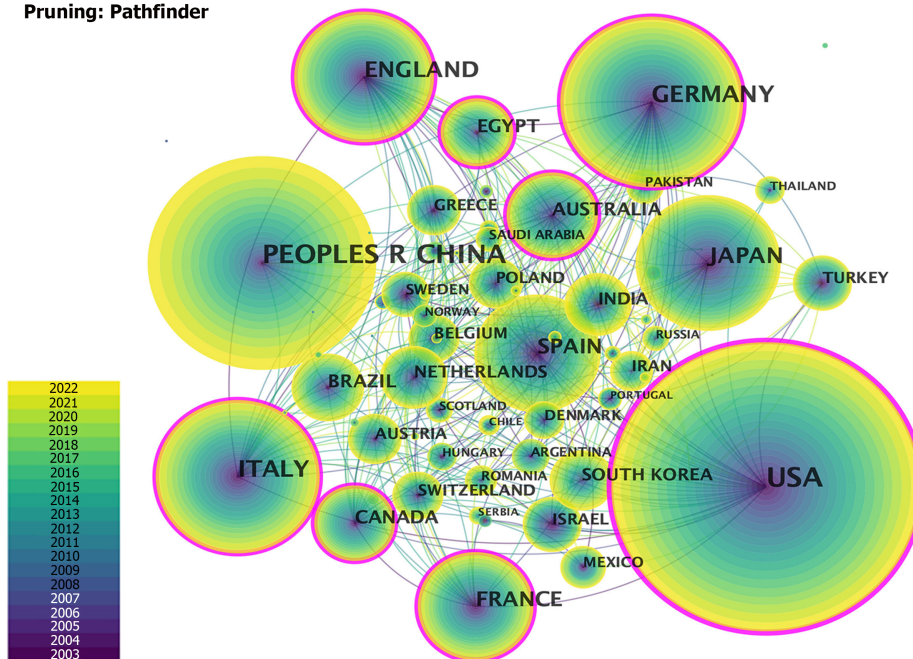 Pruning: Pathfinder
ENGLAND
GERMANY
EGYPT
PAKISTAN
THAILAND
GREECE
AUSTRALIA
SAUDI ARABIA
PEOPLES R CHINA
JAPAN
POLAND
TURKEY
SWEDEN
INDIA
NORWAY
BELGIUM
RUSSIA
SPAIN
IRAN
NETHERLANDS
BRAZIL
PORTUGAL
SCOTLAND
DENMARK
CHILE
AUSTRIA
HUNGARY
ARGENTINA
ITALY
ROMANIA
SOUTH KOREA
USA
SWITZERLAND
SERBIA
CANADA
ISRAEL
MEXICO
FRANCE
2022
2021
2020
2019
2018
2017
2016
2015
2014
2013
2012
2011
2010
2009
2008
2007
2006
2005
2004
2003